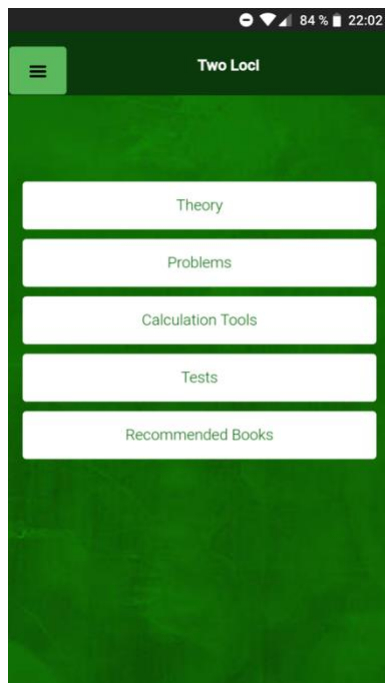 84 % 22:02
Two Loci
Theory
Problems
Calculation Tools
Tests
Recommended Books